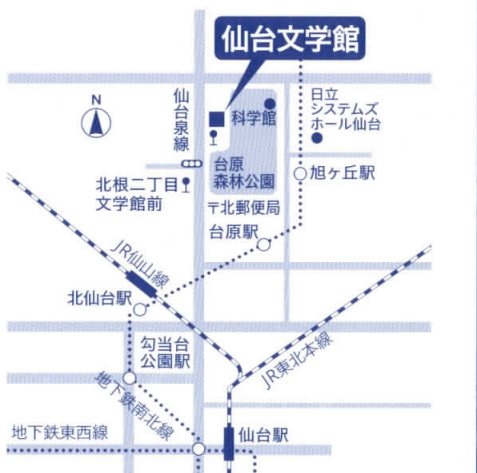 仙台文学館
N
仙台泉線
科学館
日立
システムズ
ホール仙台
台原
森林公園
旭ヶ丘駅
北根二丁目
文学館前
〒北郵便局
台原駅
JR仙山線
北仙台駅
勾当台
公園駅
JR東北本線
地下鉄南北線
地下鉄東西線
仙台駅